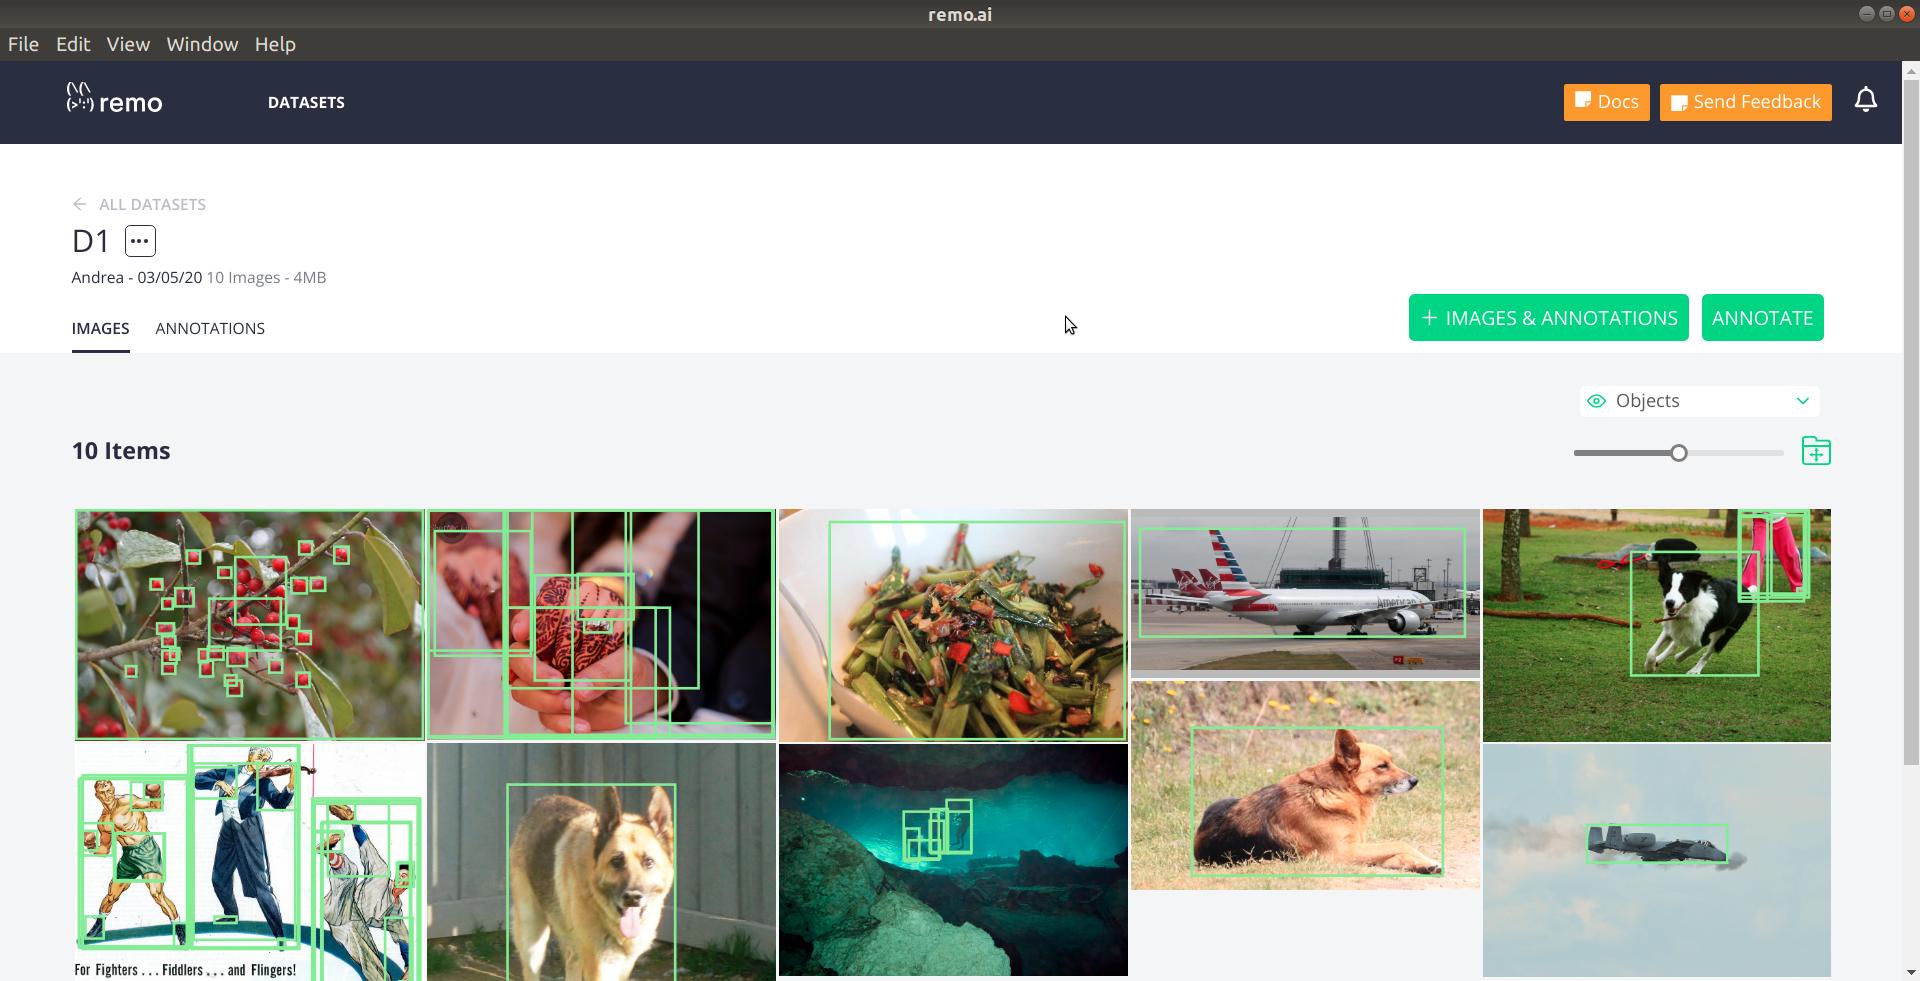 remo.ai
File Edit View Window Help
remo
DATASETS
Docs
Send Feedback
ALL DATASETS
D1
Andrea - 03/05/20 10 Images - 4MB
IMAGES
ANNOTATIONS
+ IMAGES & ANNOTATIONS
ANNOTATE
Objects
10 Items
American
For Fighters . . . Fiddlers . . . and Flingers!